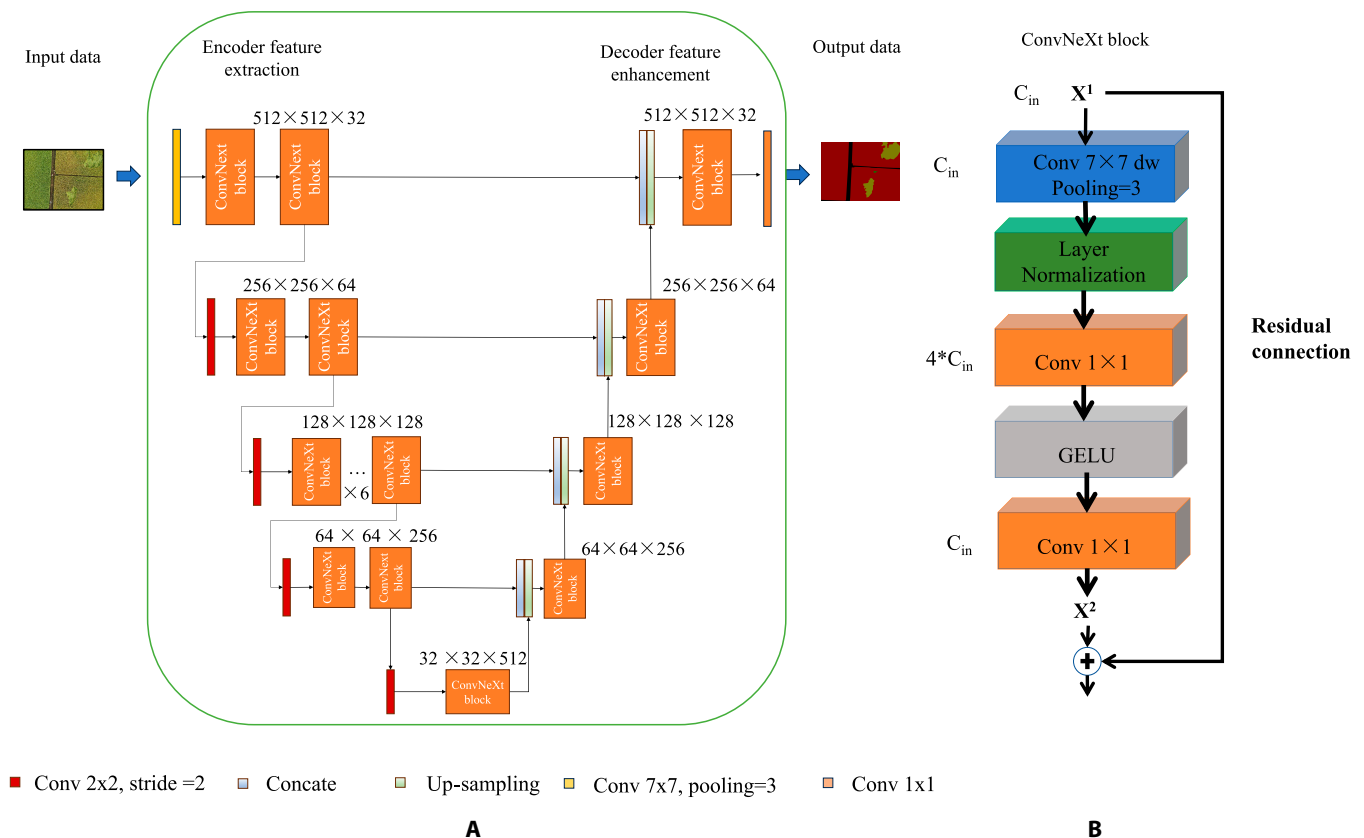 Input data
Encoder feature
extraction
Decoder feature
enhancement
Output data
512×512×32
ConvNext
block
ConvNext
block
512×512×32
ConvNext
block
256×256×64
ConvNeXt
block
ConvNeXt
block
256×256×64
ConvNeXt
block
128×128×128
ConvNeXt
block
...
×6
ConvNeXt
block
128×128 ×128
ConvNeXt
block
64 × 64 × 256
ConvNeXt
block
ConvNext
block
64×64×256
ConvNeXt
block
32 ×32×512
ConvNeXt
block
Conv 2x2, stride =2
Concate
Up-sampling
Conv 7x7, pooling=3
Conv 1x1
A
ConvNeXt block
C_in X¹
C_in
Conv 7×7 dw
Pooling=3
Layer
Normalization
4*C_in
Conv 1×1
GELU
C_in
Conv 1×1
X²
+
Residual
connection
B